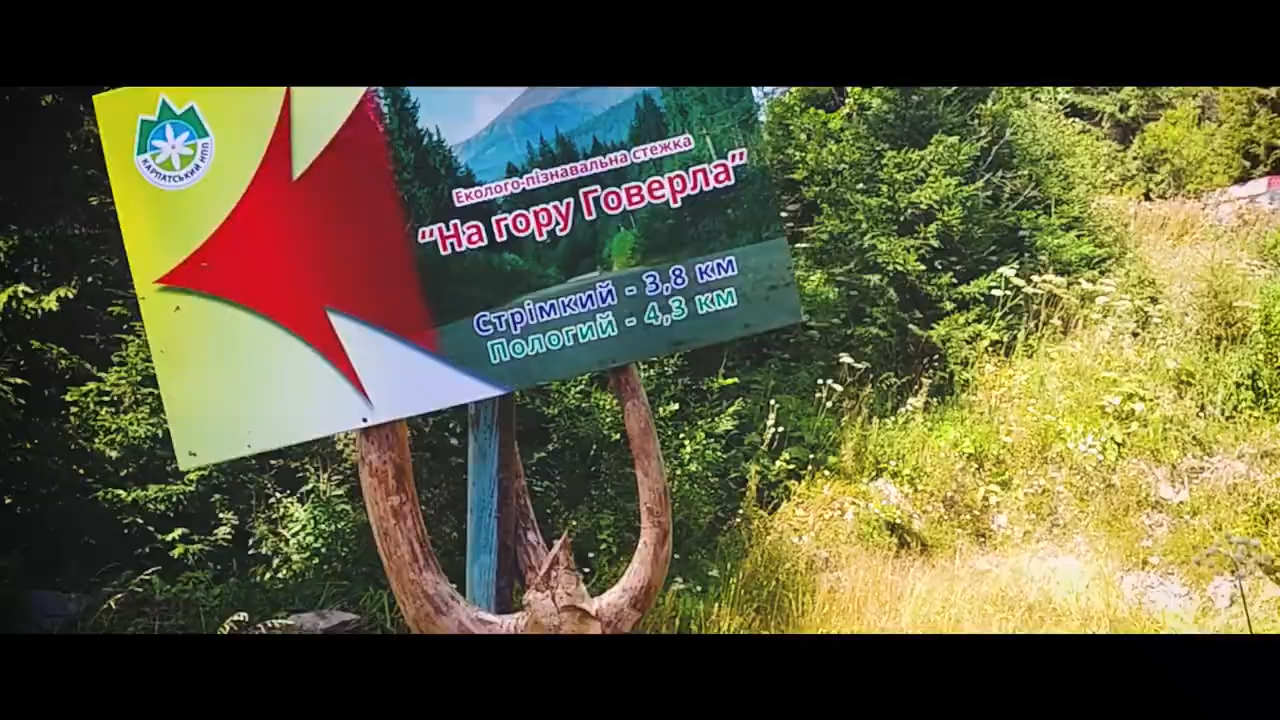 КАРПАТСЬКИЙ НПП
Еколого-пізнавальна стежка
“На гору Говерла”
Стрімкий - 3,8 км
Пологий - 4,3 км